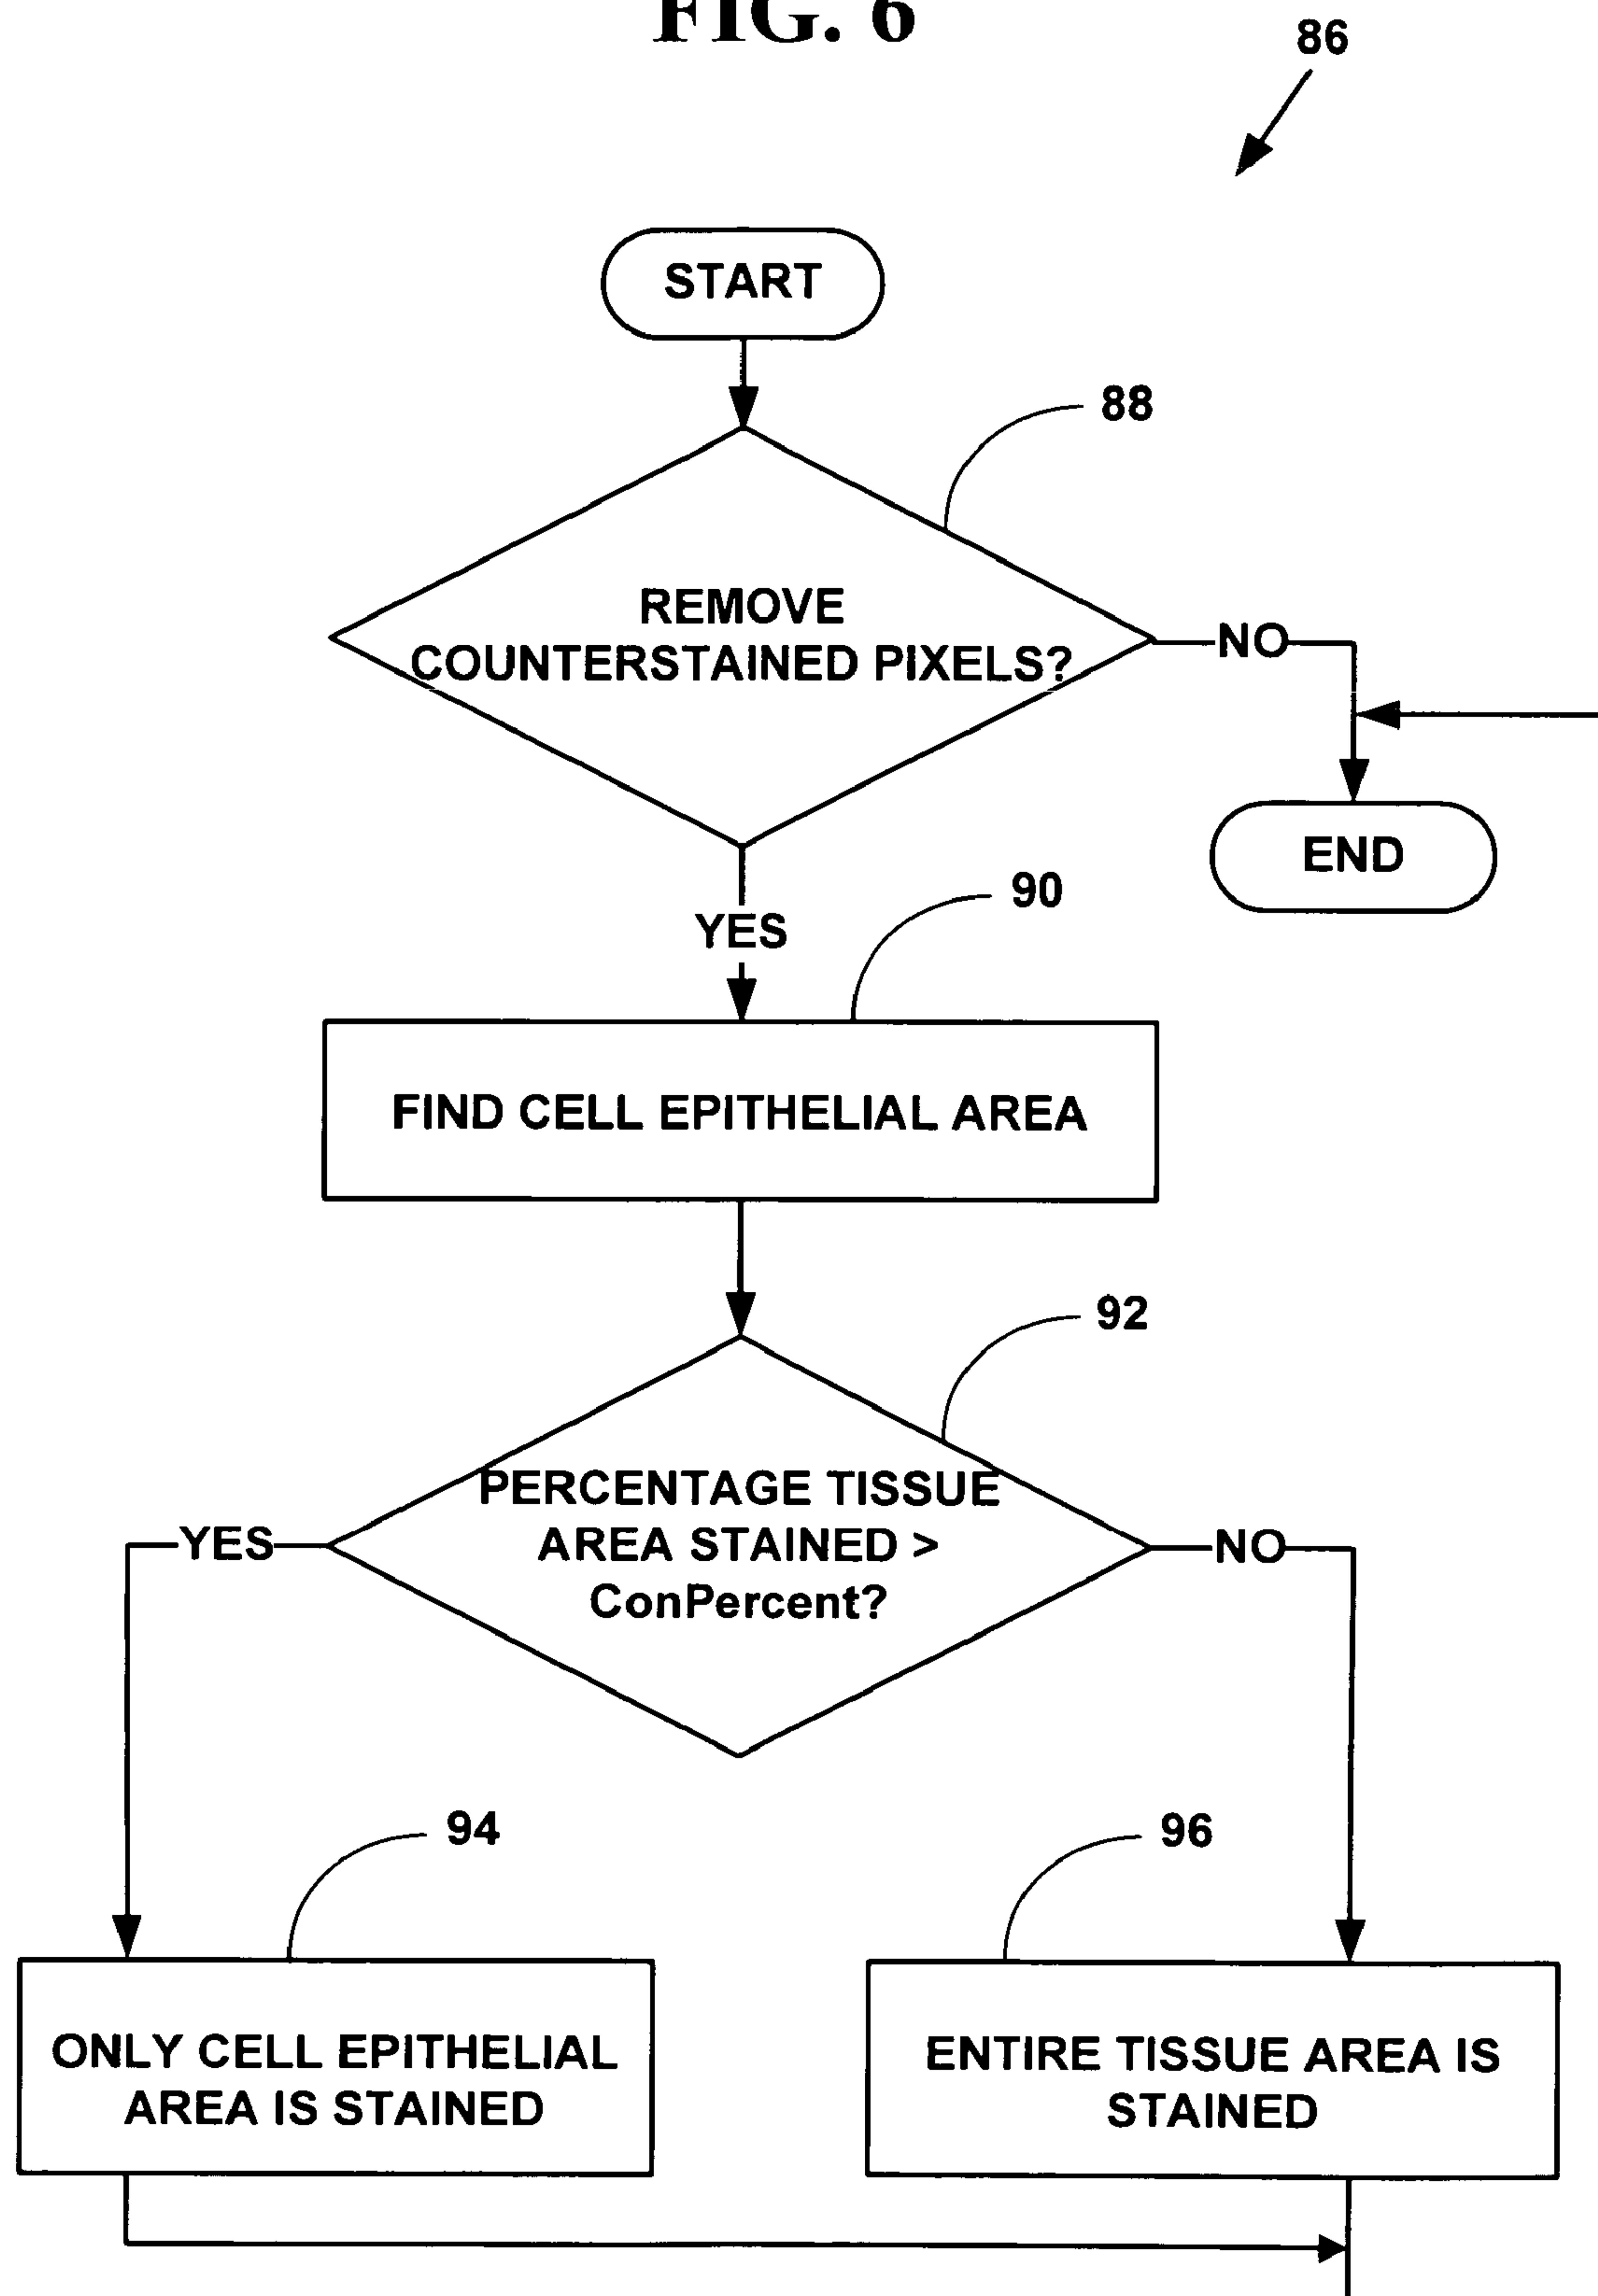 FIG. 6
86
START
88
REMOVE
COUNTERSTAINED PIXELS?
NO
END
YES
90
FIND CELL EPITHELIAL AREA
92
PERCENTAGE TISSUE
AREA STAINED >
ConPercent?
YES
NO
94
96
ONLY CELL EPITHELIAL
AREA IS STAINED
ENTIRE TISSUE AREA IS
STAINED